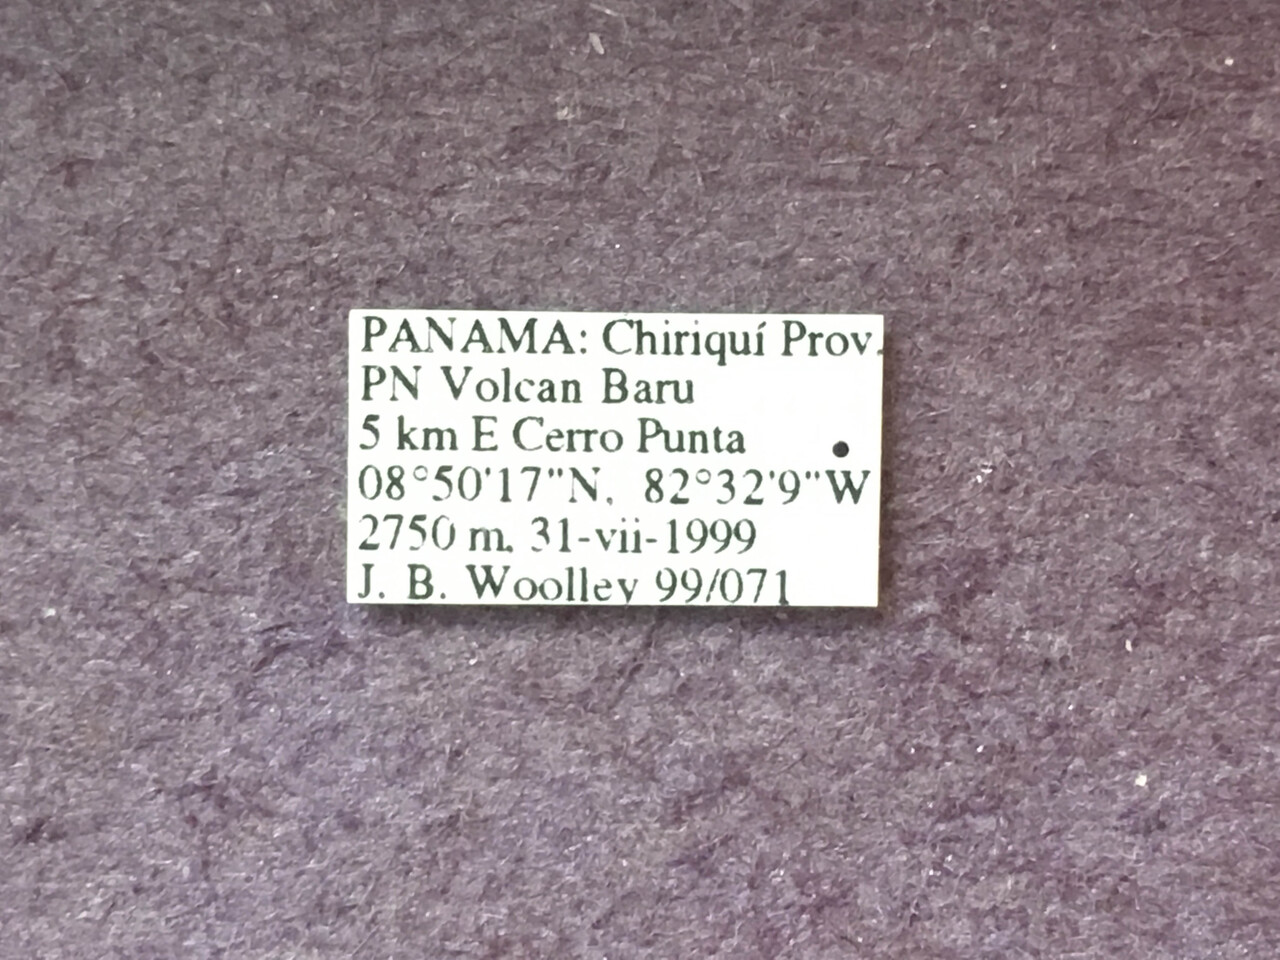 PANAMA: Chiriquí Prov.
PN Volcan Baru
5 km E Cerro Punta
08°50'17"N, 82°32'9"W
2750 m, 31-vii-1999
J. B. Woolley 99/071